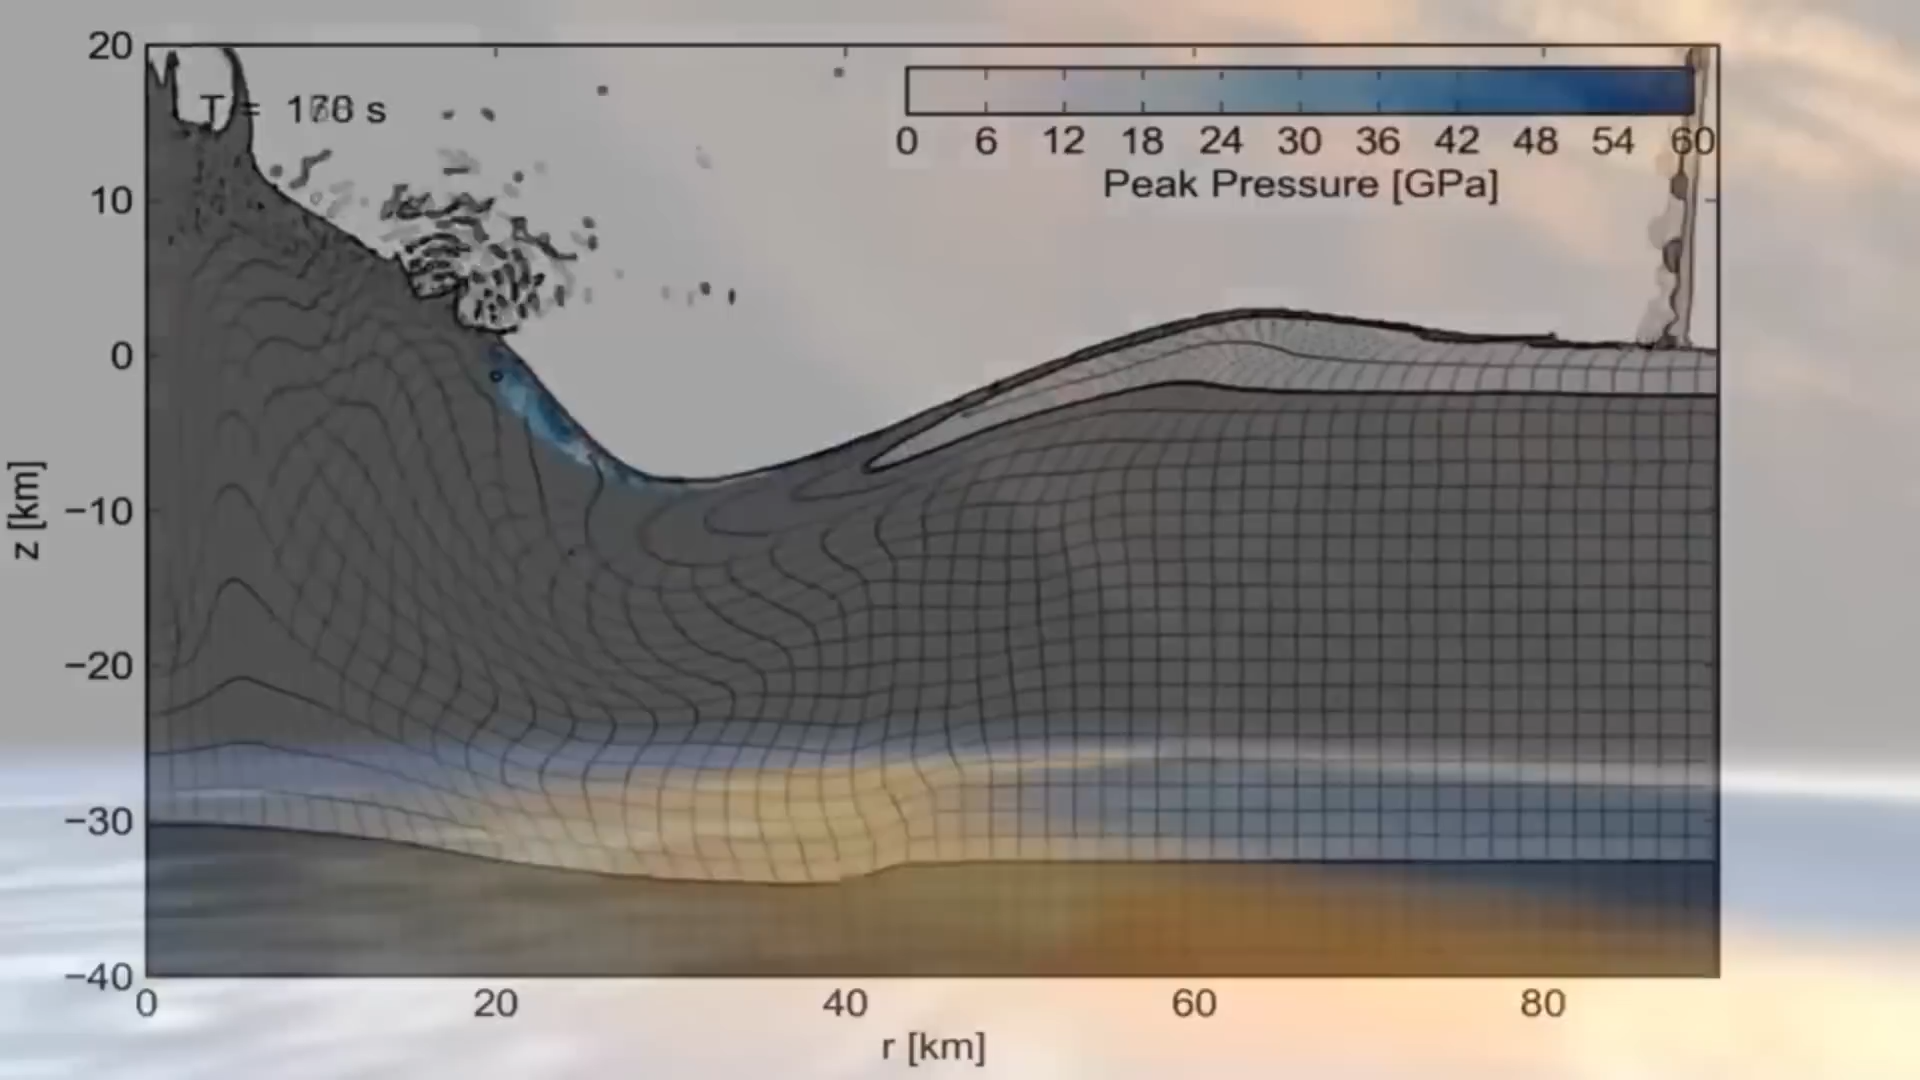 20
T = s
0 6 12 18 24 30 36 42 48 54 60
Peak Pressure [GPa]
10
0
z [km]
−10
−20
−30
−40
0 20 40 60 80
r [km]